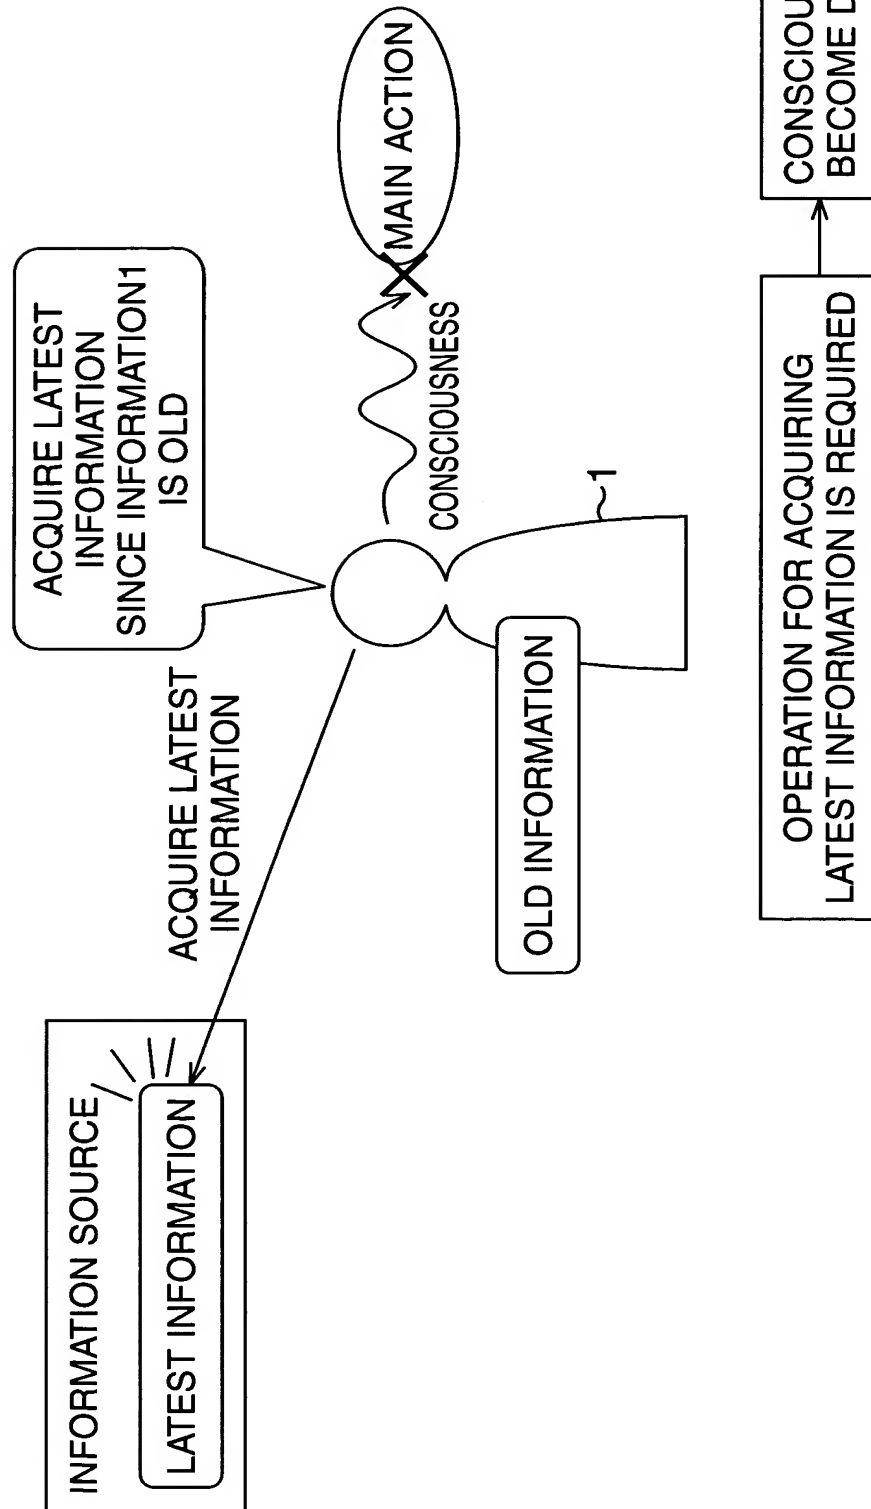 INFORMATION SOURCE
LATEST INFORMATION
ACQUIRE LATEST
INFORMATION
ACQUIRE LATEST
INFORMATION
SINCE INFORMATION1
IS OLD
MAIN ACTION
CONSCIOUSNESS
OLD INFORMATION
1
OPERATION FOR ACQUIRING
LATEST INFORMATION IS REQUIRED
BECOME